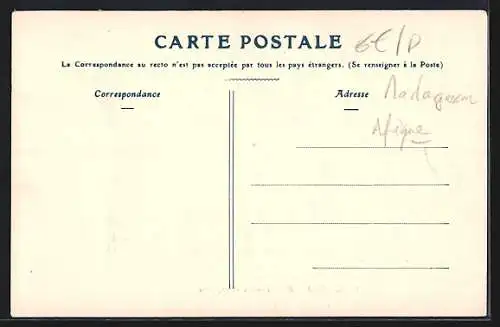 CARTE POSTALE 6€/D
La Correspondance au recto n'est pas acceptée par tous les pays étrangers. (Se renseigner à la Poste)
Correspondance
Adresse
Madagascar
Afrique